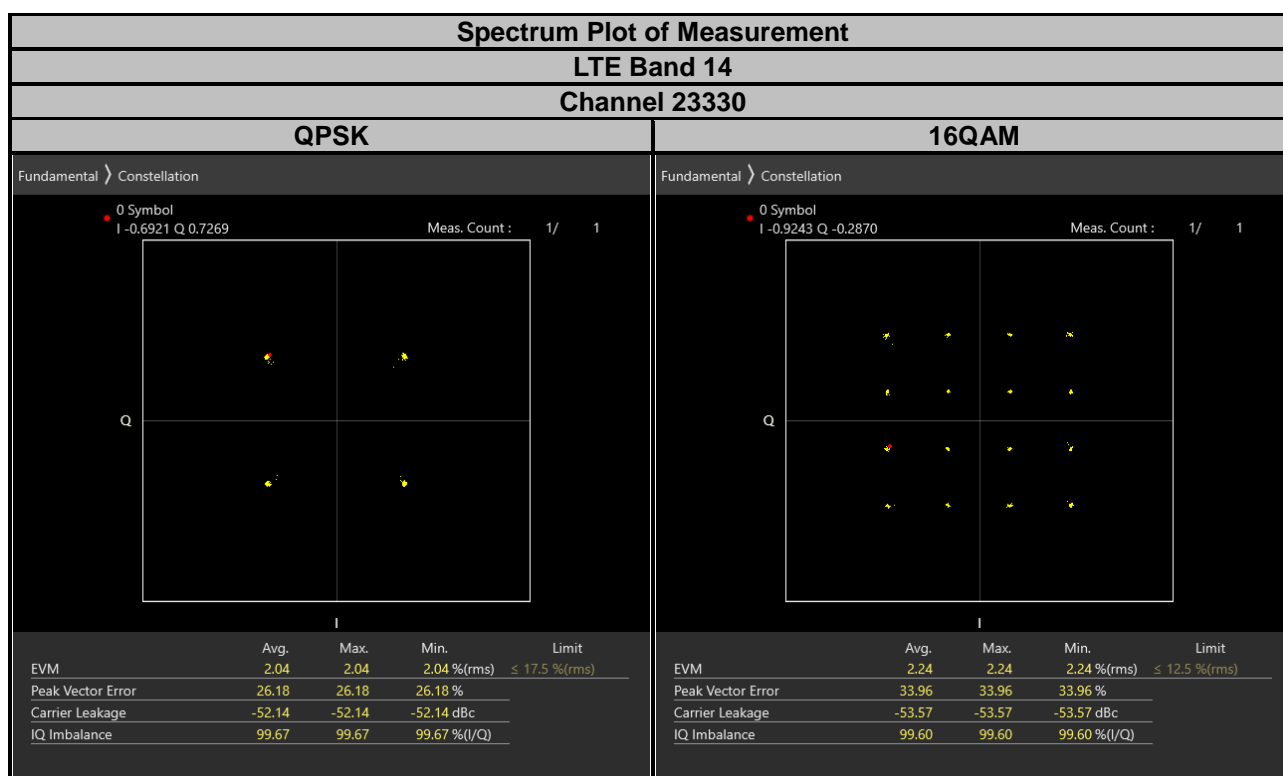 Spectrum Plot of Measurement
LTE Band 14
Channel 23330
QPSK
16QAM
Fundamental ⟩ Constellation
0 Symbol
I -0.6921 Q 0.7269 Meas. Count : 1/ 1
Q
I
Avg. Max. Min. Limit
EVM 2.04 2.04 2.04 %(rms) ≤ 17.5 %(rms)
Peak Vector Error 26.18 26.18 26.18 %
Carrier Leakage -52.14 -52.14 -52.14 dBc
IQ Imbalance 99.67 99.67 99.67 %(I/Q)
Fundamental ⟩ Constellation
0 Symbol
I -0.9243 Q -0.2870 Meas. Count : 1/ 1
Q
I
Avg. Max. Min. Limit
EVM 2.24 2.24 2.24 %(rms) ≤ 12.5 %(rms)
Peak Vector Error 33.96 33.96 33.96 %
Carrier Leakage -53.57 -53.57 -53.57 dBc
IQ Imbalance 99.60 99.60 99.60 %(I/Q)